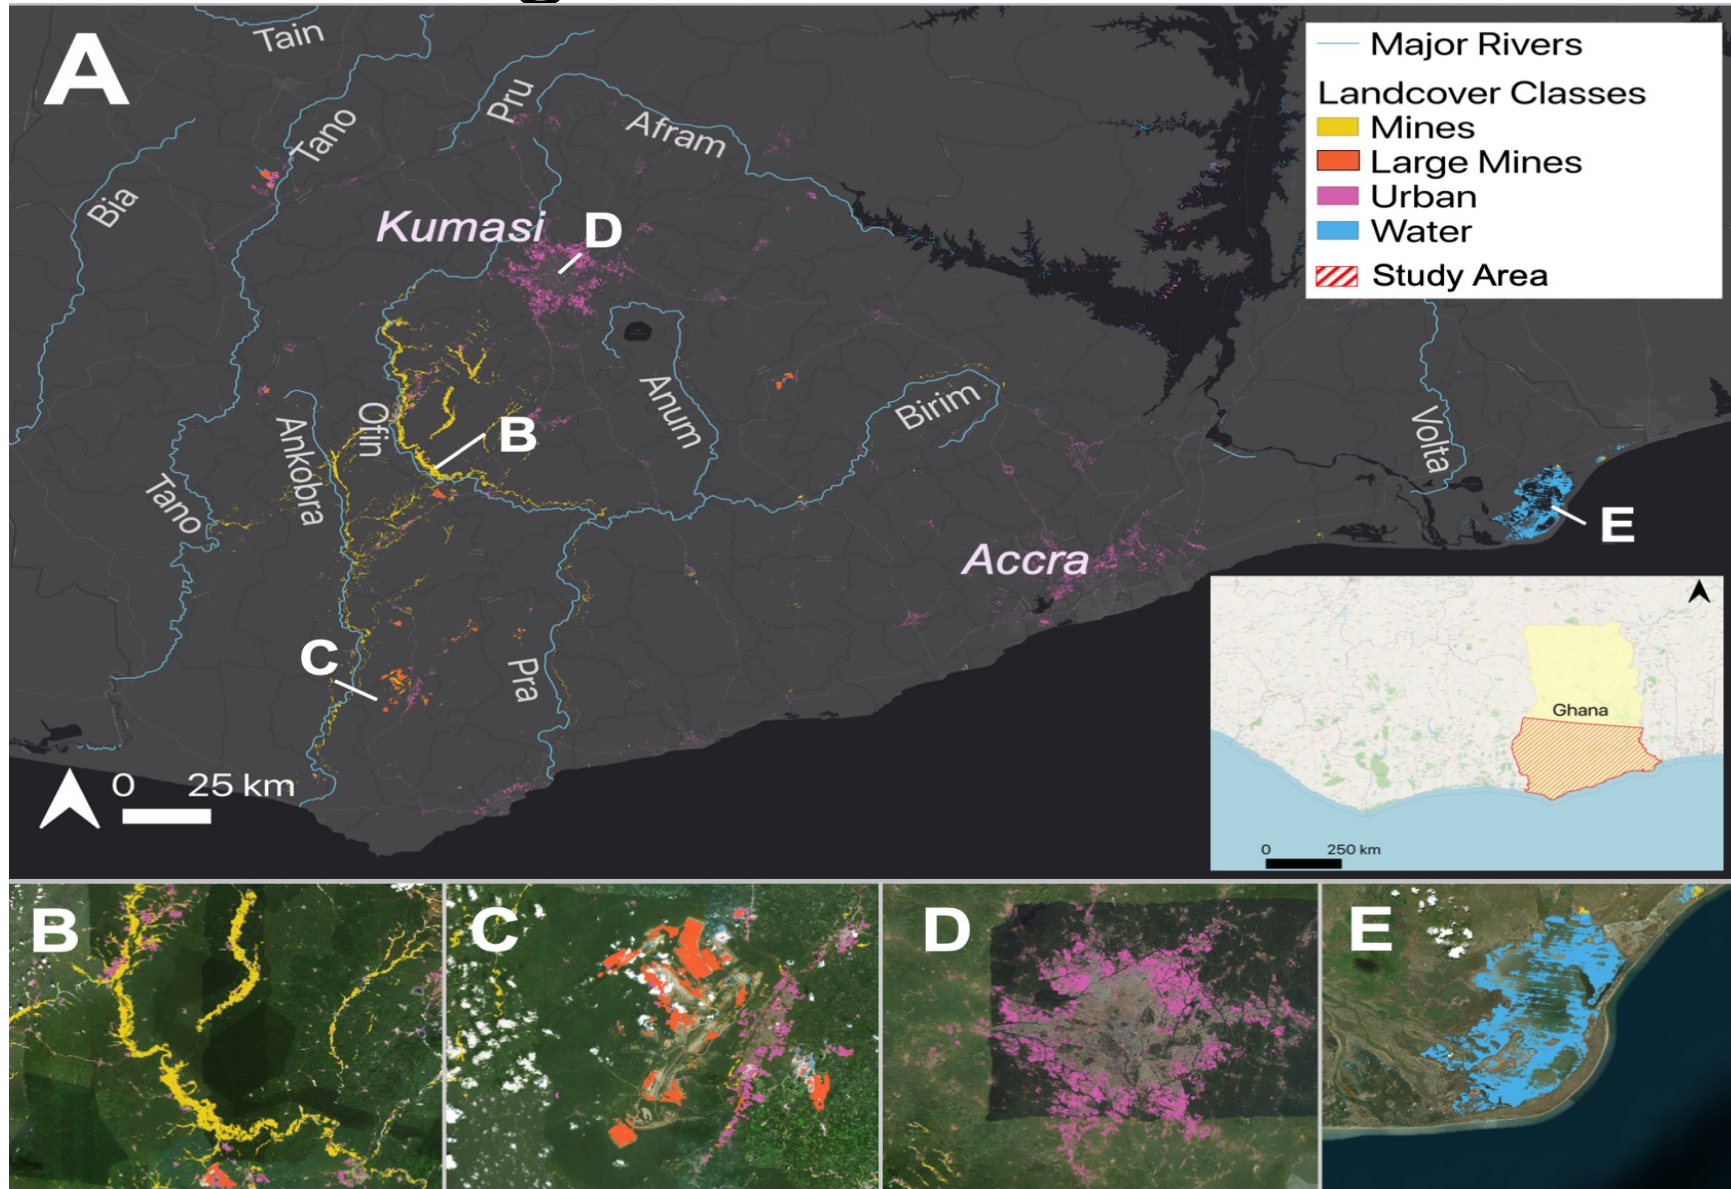 A
Tain
Pru
Tano
Afram
Bia
Kumasi
D
Major Rivers
Landcover Classes
Mines
Large Mines
Urban
Water
Study Area
Ofin
Ankobra
B
Anum
Birim
Volta
Tano
E
Accra
C
Pra
0 25 km
Ghana
0 250 km
B
C
D
E